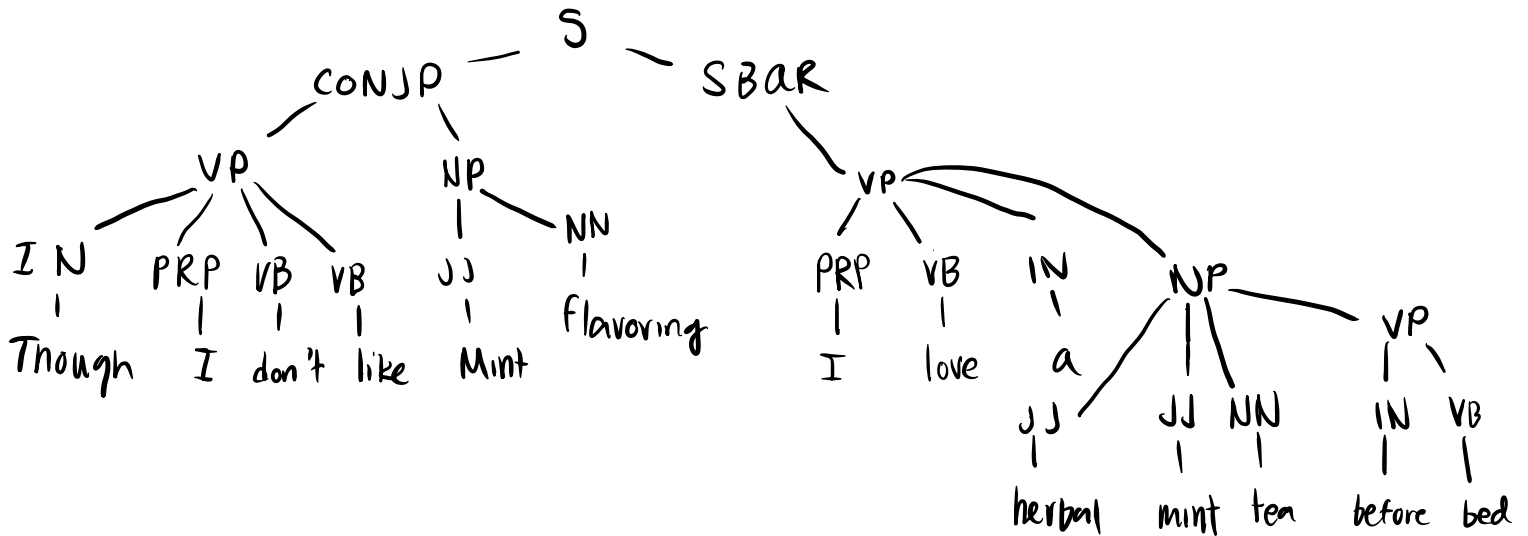 S
CONJP SBAR
VP NP VP
NN
IN PRP VB VB JJ PRP VB IN NP
flavoring VP
Though I don't like Mint I love a
JJ JJ NN IN VB
herbal mint tea before bed